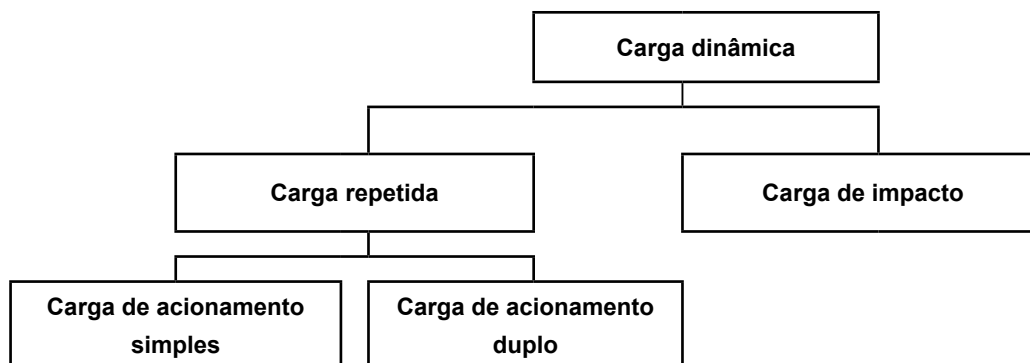 Carga dinâmica
Carga repetida
Carga de impacto
Carga de acionamento
simples
Carga de acionamento
duplo